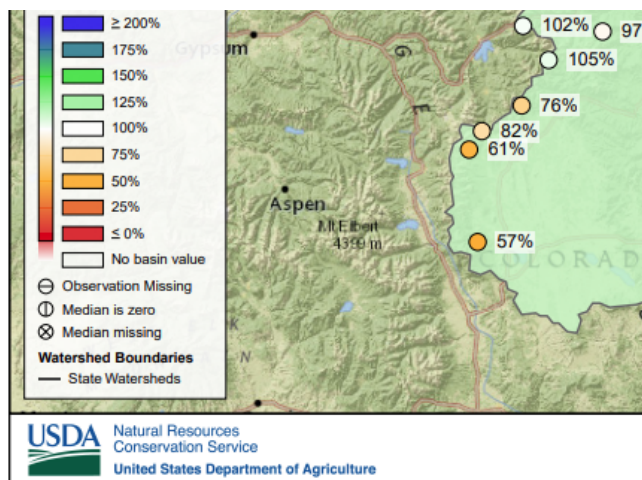 ≥ 200%
175%
150%
125%
100%
75%
50%
25%
≤ 0%
No basin value
Observation Missing
Median is zero
Median missing
Watershed Boundaries
State Watersheds
Gypsum
G
E
Aspen
Mt Elbert
4399 m
K
N
102%
97
105%
76%
82%
61%
57%
COLORAD
USDA
Natural Resources
Conservation Service
United States Department of Agriculture